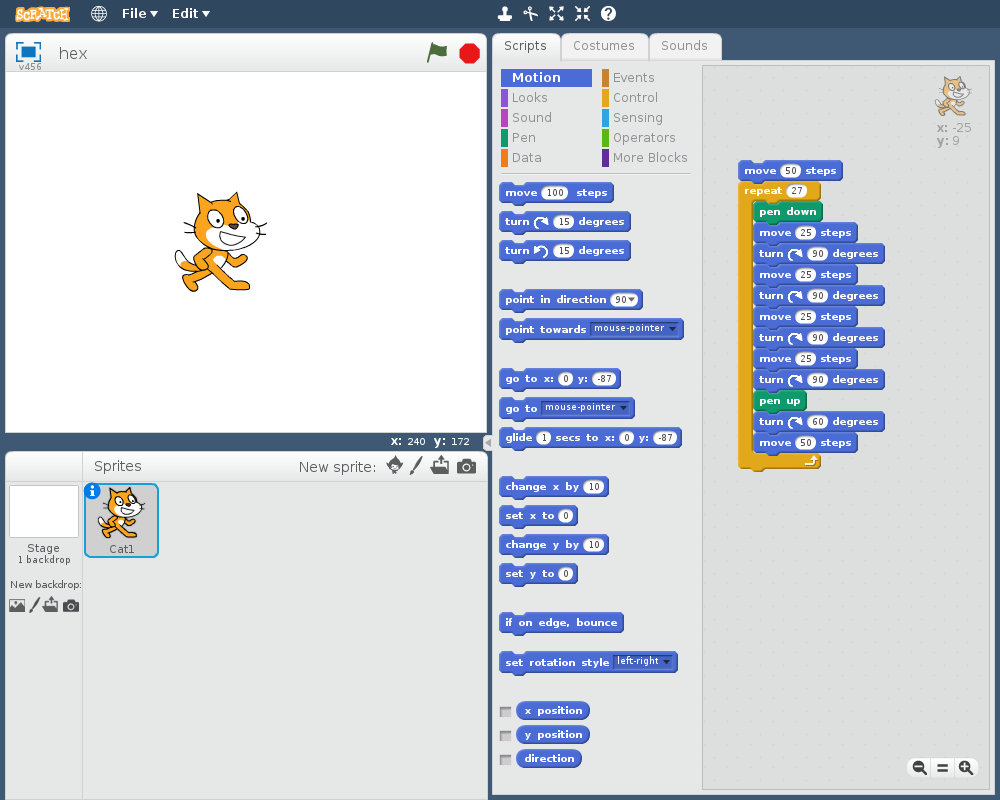 SCRATCH File Edit
v456 hex
Scripts Costumes Sounds
Motion Events
Looks Control
Sound Sensing
Pen Operators
Data More Blocks
move 100 steps
turn 15 degrees
turn 15 degrees
point in direction 90
point towards mouse-pointer
go to x: 0 y: -87
go to mouse-pointer
glide 1 secs to x: 0 y: -87
change x by 10
set x to 0
change y by 10
set y to 0
if on edge, bounce
set rotation style left-right
x position
y position
direction
x: -25
y: 9
move 50 steps
repeat 27
pen down
move 25 steps
turn 90 degrees
move 25 steps
turn 90 degrees
move 25 steps
turn 90 degrees
move 25 steps
turn 90 degrees
pen up
turn 60 degrees
move 50 steps
x: 240 y: 172
Sprites New sprite:
Stage
1 backdrop
New backdrop:
Cat1